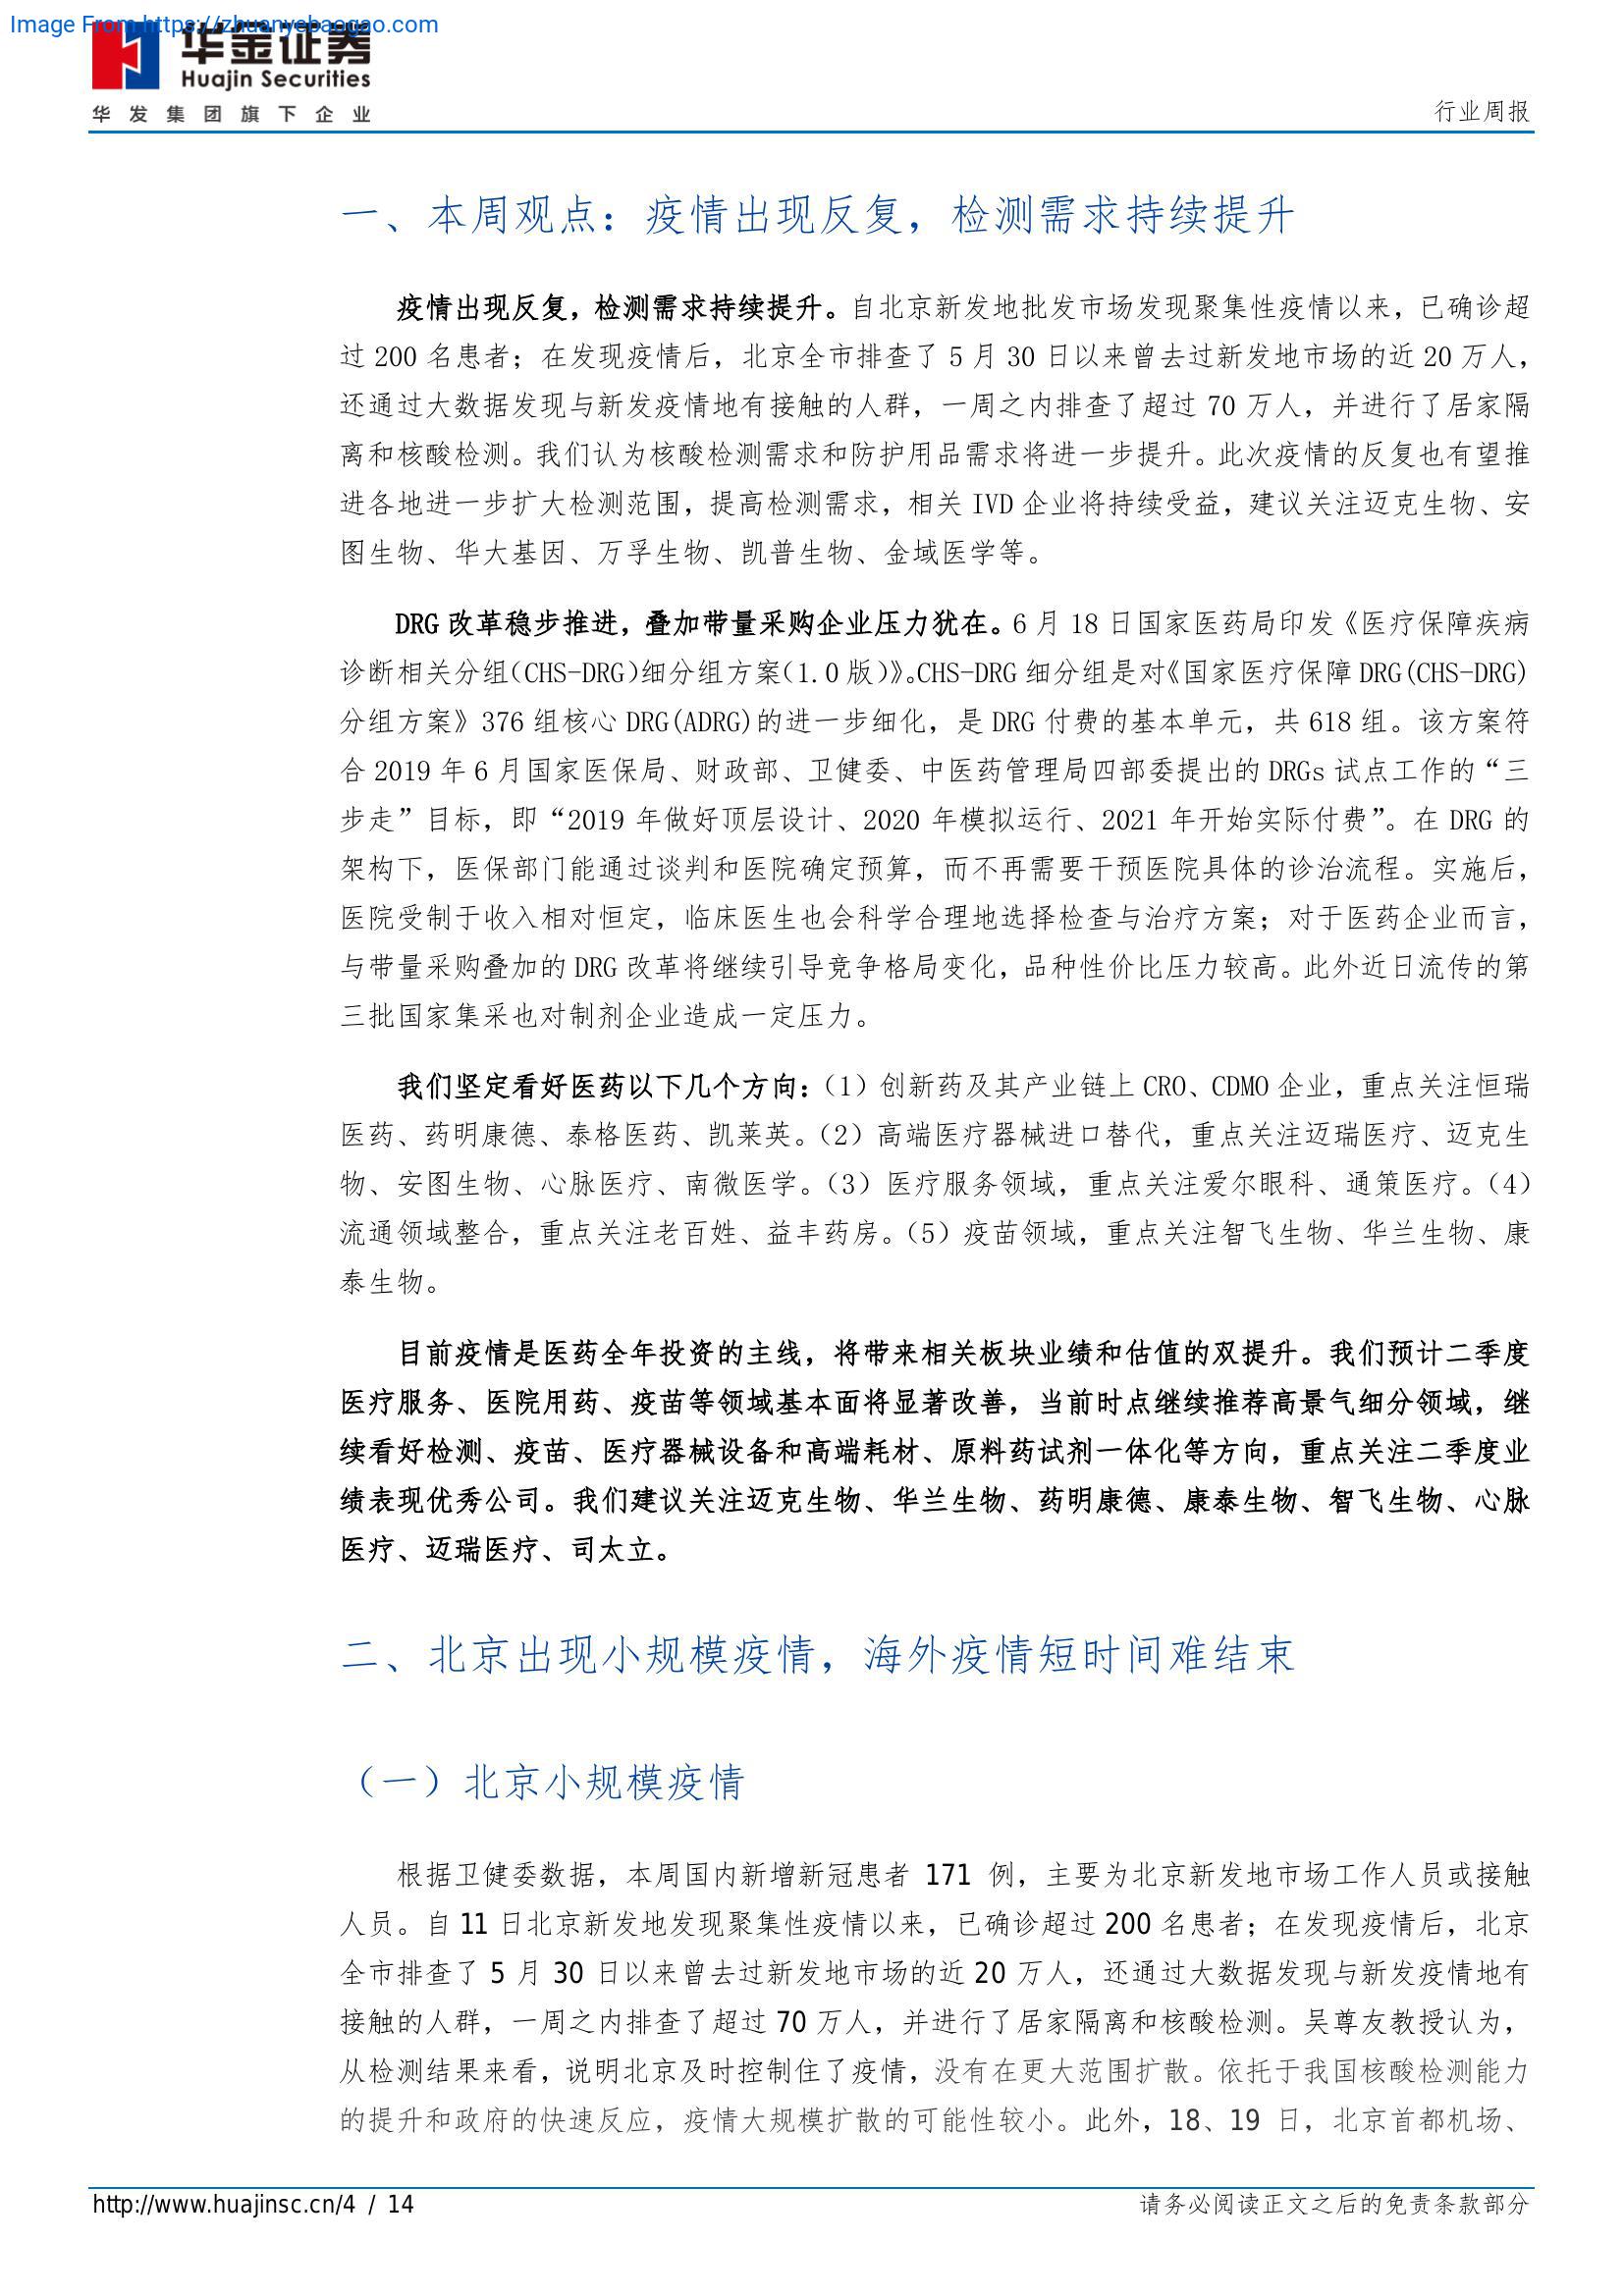 Image From https://zhuanyebaogao.com
华金证券
Huajin Securities
华发集团旗下企业
行业周报
一、本周观点：疫情出现反复，检测需求持续提升
疫情出现反复，检测需求持续提升。自北京新发地批发市场发现聚集性疫情以来，已确诊超
过 200 名患者；在发现疫情后，北京全市排查了 5 月 30 日以来曾去过新发地市场的近 20 万人，
还通过大数据发现与新发疫情地有接触的人群，一周之内排查了超过 70 万人，并进行了居家隔
离和核酸检测。我们认为核酸检测需求和防护用品需求将进一步提升。此次疫情的反复也有望推
进各地进一步扩大检测范围，提高检测需求，相关 IVD 企业将持续受益，建议关注迈克生物、安
图生物、华大基因、万孚生物、凯普生物、金域医学等。
DRG 改革稳步推进，叠加带量采购企业压力犹在。6 月 18 日国家医药局印发《医疗保障疾病
诊断相关分组(CHS-DRG)细分组方案(1.0 版)》。CHS-DRG 细分组是对《国家医疗保障 DRG(CHS-DRG)
分组方案》376 组核心 DRG(ADRG)的进一步细化，是 DRG 付费的基本单元，共 618 组。该方案符
合 2019 年 6 月国家医保局、财政部、卫健委、中医药管理局四部委提出的 DRGs 试点工作的“三
步走”目标，即“2019 年做好顶层设计、2020 年模拟运行、2021 年开始实际付费”。在 DRG 的
架构下，医保部门能通过谈判和医院确定预算，而不再需要干预医院具体的诊治流程。实施后，
医院受制于收入相对恒定，临床医生也会科学合理地选择检查与治疗方案；对于医药企业而言，
与带量采购叠加的 DRG 改革将继续引导竞争格局变化，品种性价比压力较高。此外近日流传的第
三批国家集采也对制剂企业造成一定压力。
我们坚定看好医药以下几个方向：（1）创新药及其产业链上 CRO、CDMO 企业，重点关注恒瑞
医药、药明康德、泰格医药、凯莱英。（2）高端医疗器械进口替代，重点关注迈瑞医疗、迈克生
物、安图生物、心脉医疗、南微医学。（3）医疗服务领域，重点关注爱尔眼科、通策医疗。（4）
流通领域整合，重点关注老百姓、益丰药房。（5）疫苗领域，重点关注智飞生物、华兰生物、康
泰生物。
目前疫情是医药全年投资的主线，将带来相关板块业绩和估值的双提升。我们预计二季度
医疗服务、医院用药、疫苗等领域基本面将显著改善，当前时点继续推荐高景气细分领域，继
续看好检测、疫苗、医疗器械设备和高端耗材、原料药试剂一体化等方向，重点关注二季度业
绩表现优秀公司。我们建议关注迈克生物、华兰生物、药明康德、康泰生物、智飞生物、心脉
医疗、迈瑞医疗、司太立。
二、北京出现小规模疫情，海外疫情短时间难结束
（一）北京小规模疫情
根据卫健委数据，本周国内新增新冠患者 171 例，主要为北京新发地市场工作人员或接触
人员。自 11 日北京新发地发现聚集性疫情以来，已确诊超过 200 名患者；在发现疫情后，北京
全市排查了 5 月 30 日以来曾去过新发地市场的近 20 万人，还通过大数据发现与新发疫情地有
接触的人群，一周之内排查了超过 70 万人，并进行了居家隔离和核酸检测。吴尊友教授认为，
从检测结果来看，说明北京及时控制住了疫情，没有在更大范围扩散。依托于我国核酸检测能力
的提升和政府的快速反应，疫情大规模扩散的可能性较小。此外，18、19 日，北京首都机场、
http://www.huajinsc.cn/4 / 14
请务必阅读正文之后的免责条款部分